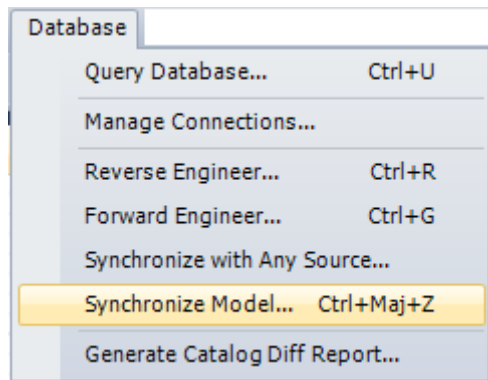 Database
Query Database... Ctrl+U
Manage Connections...
Reverse Engineer... Ctrl+R
Forward Engineer... Ctrl+G
Synchronize with Any Source...
Synchronize Model... Ctrl+Maj+Z
Generate Catalog Diff Report...